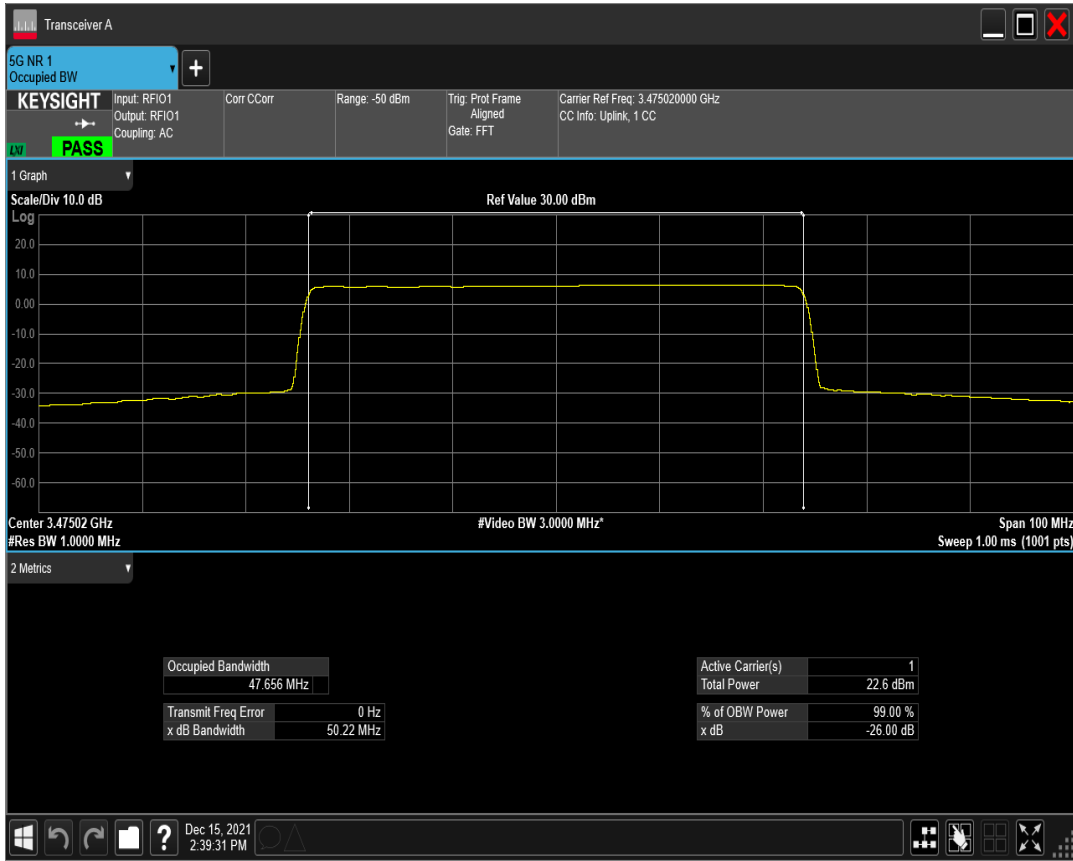 Transceiver A
5G NR 1
Occupied BW
KEYSIGHT
LXI
PASS
Input: RFIO1
Output: RFIO1
Coupling: AC
Corr CCorr
Range: -50 dBm
Trig: Prot Frame
Aligned
Gate: FFT
Carrier Ref Freq: 3.475020000 GHz
CC Info: Uplink, 1 CC
1 Graph
Scale/Div 10.0 dB
Ref Value 30.00 dBm
Log
20.0
10.0
0.00
-10.0
-20.0
-30.0
-40.0
-50.0
-60.0
Center 3.47502 GHz
#Video BW 3.0000 MHz*
Span 100 MHz
#Res BW 1.0000 MHz
Sweep 1.00 ms (1001 pts)
2 Metrics
Occupied Bandwidth
47.656 MHz
Transmit Freq Error 0 Hz
x dB Bandwidth 50.22 MHz
Active Carrier(s) 1
Total Power 22.6 dBm
% of OBW Power 99.00 %
x dB -26.00 dB
Dec 15, 2021
2:39:31 PM